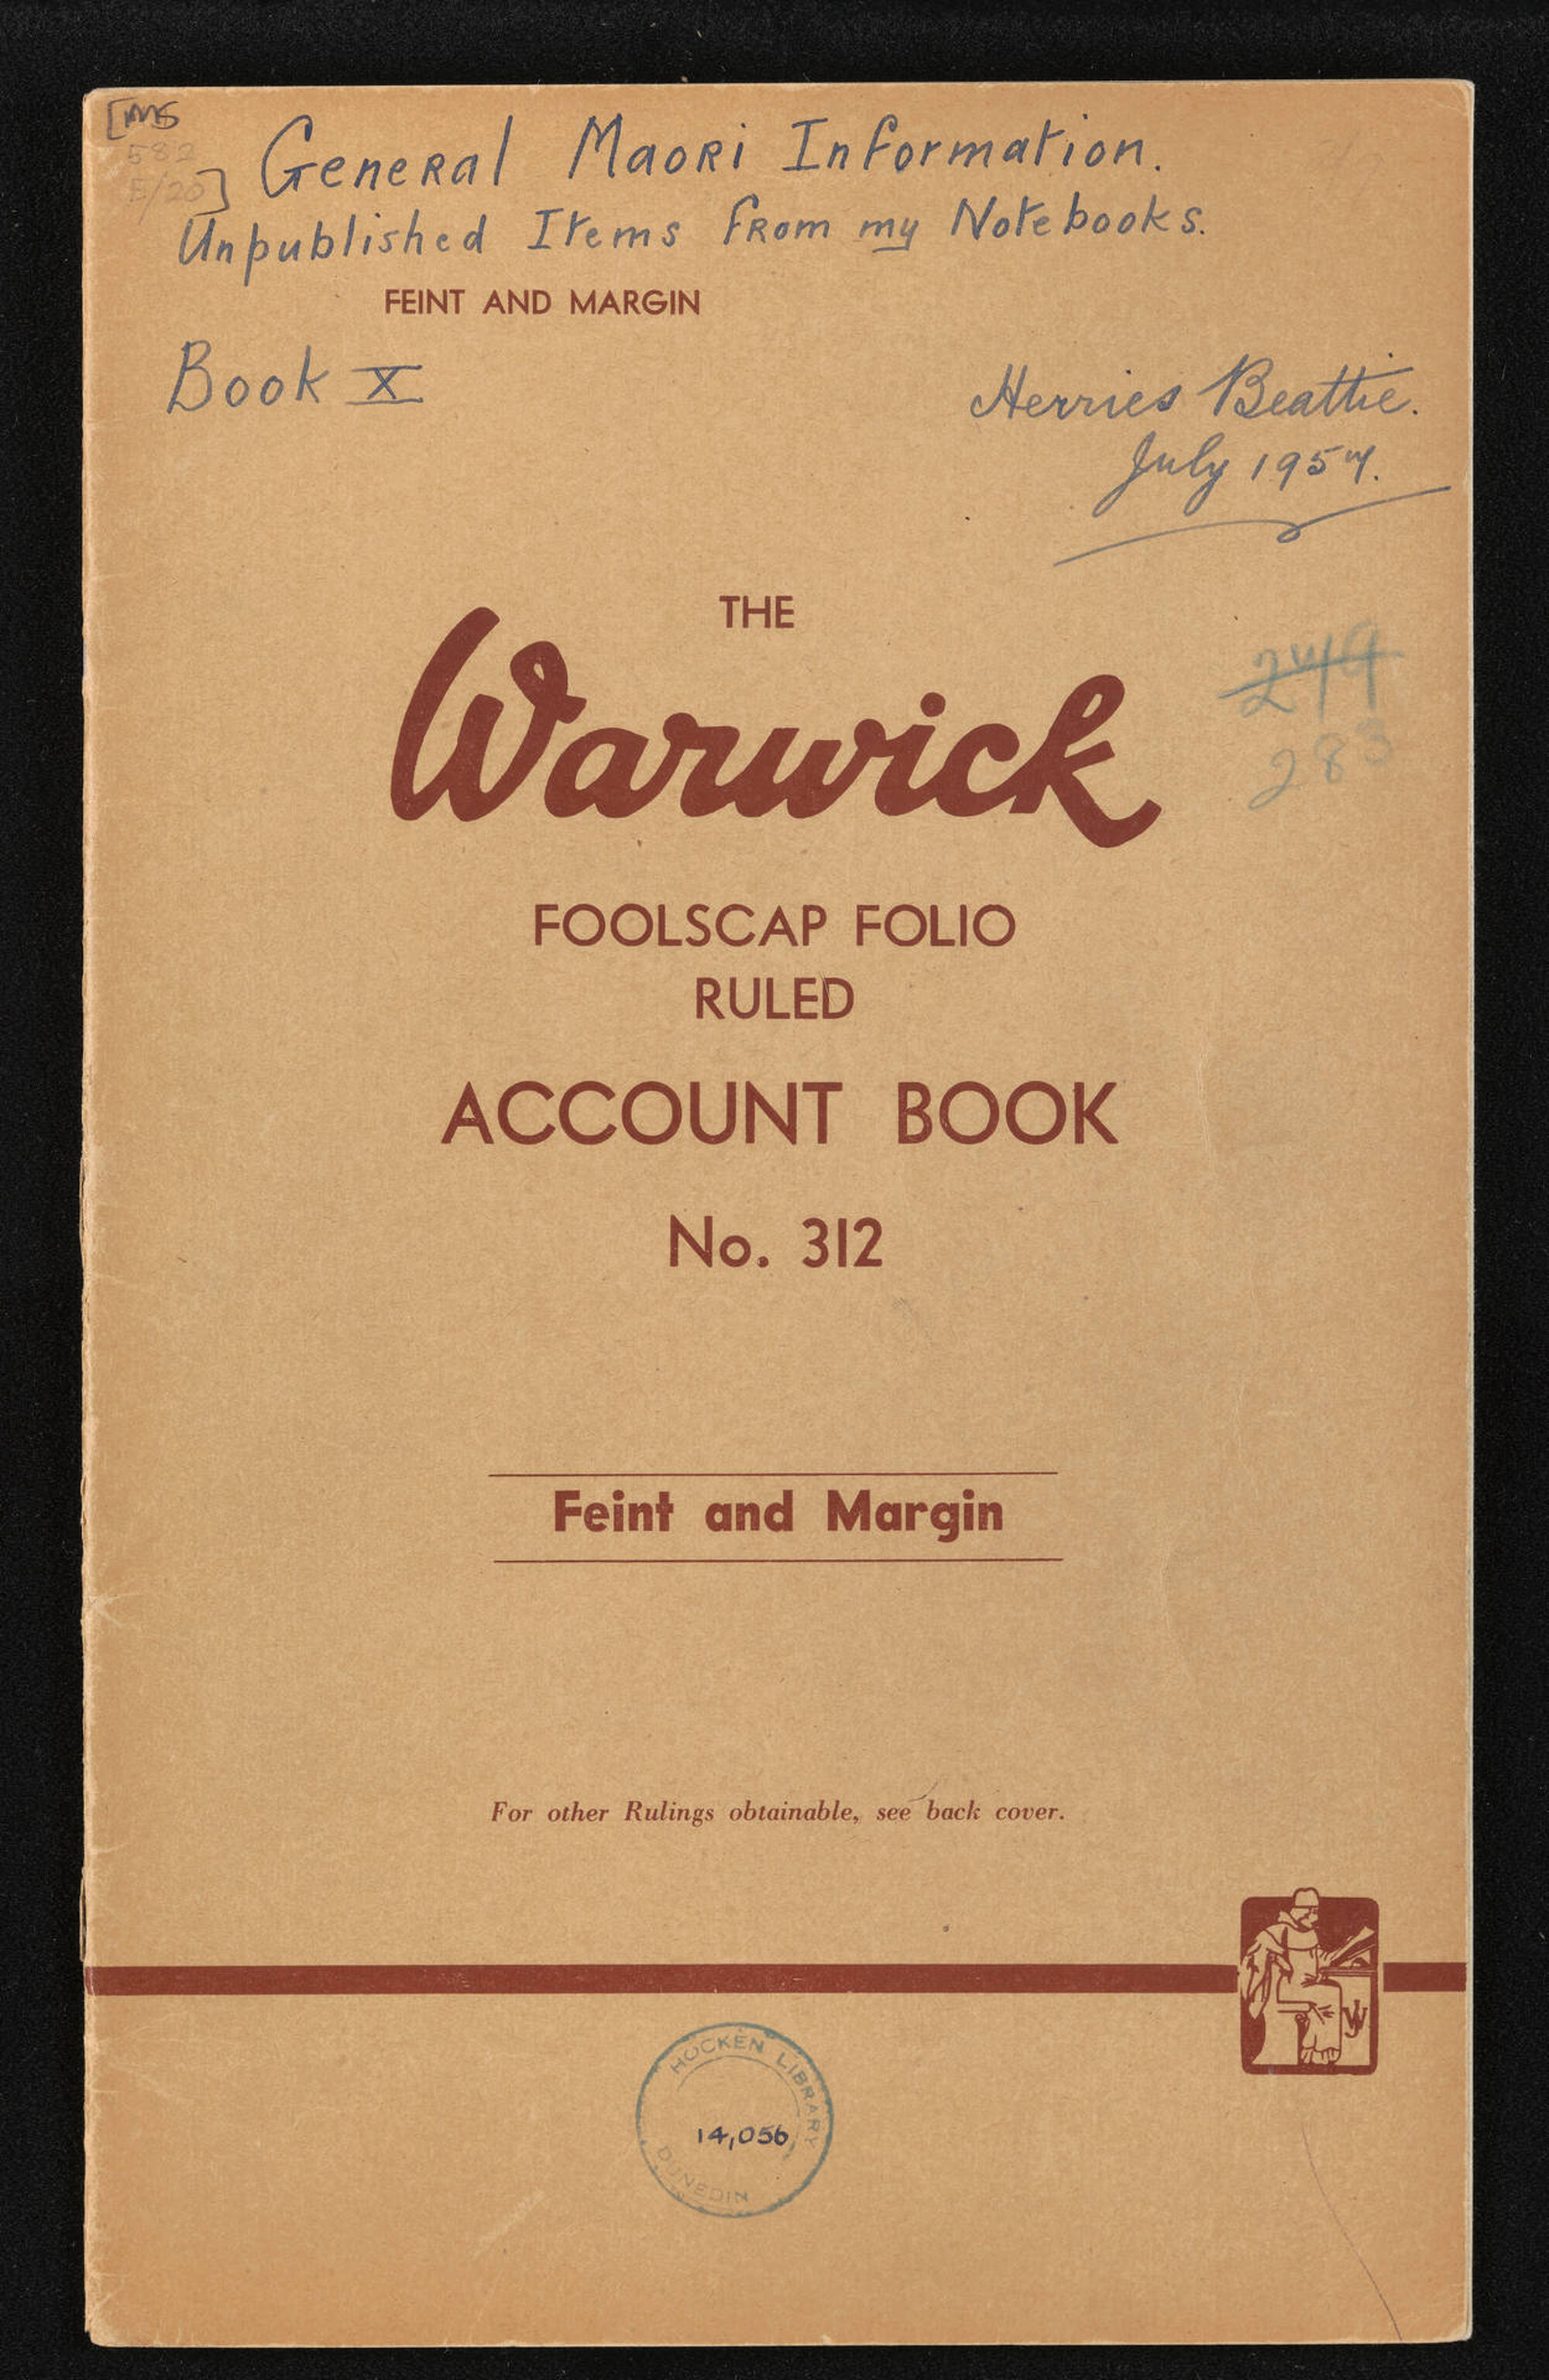 [MS
582
E/20]
General Maori Information.
Unpublished Items from my Notebooks.
FEINT AND MARGIN
Book X
Herries Beattie.
July 1957.
THE
Warwick
249
283
FOOLSCAP FOLIO
RULED
ACCOUNT BOOK
No. 312
Feint and Margin
For other Rulings obtainable, see back cover.
HOCKEN LIBRARY
14,056
DUNEDIN